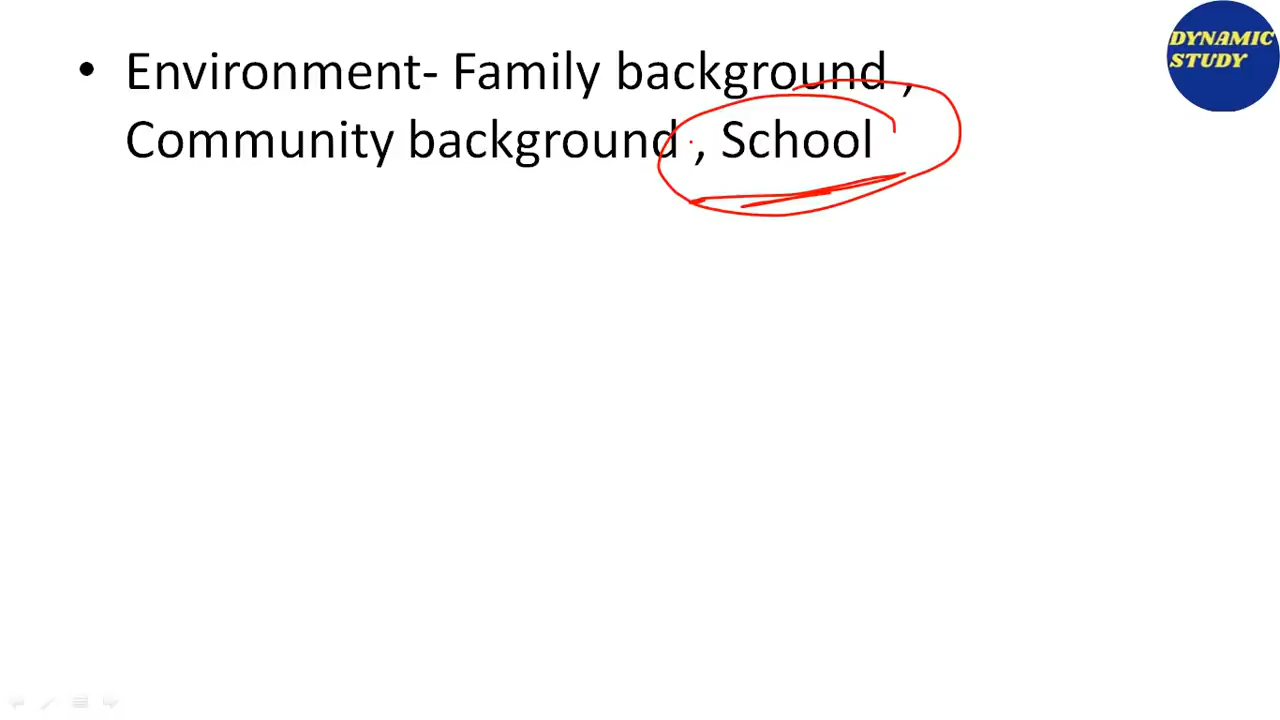 • Environment- Family background ,
Community background , School
DYNAMIC
STUDY